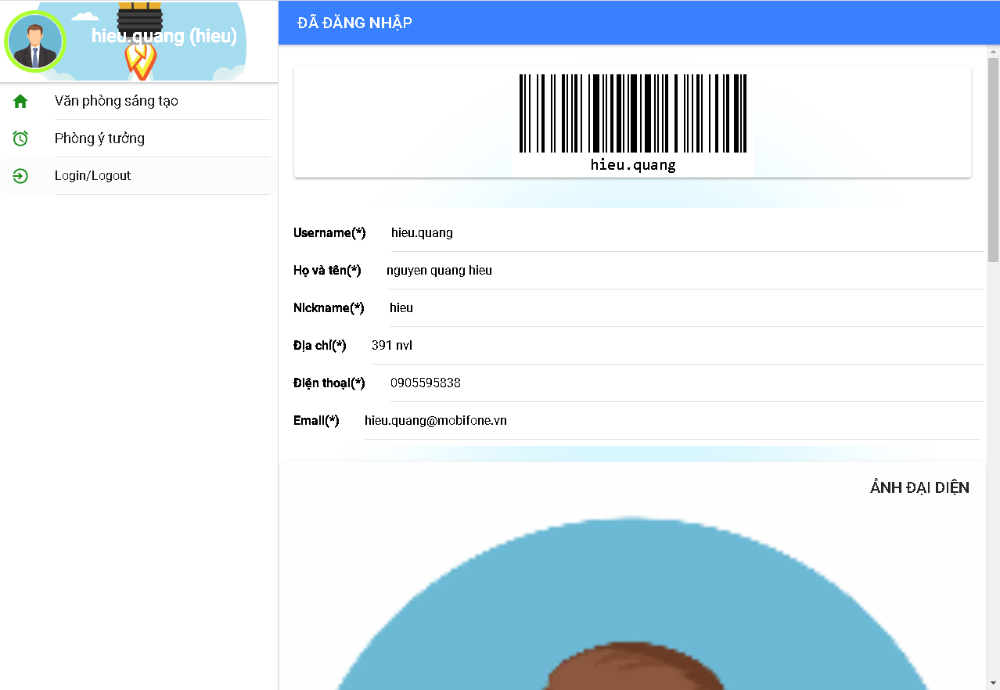 hieu.quang (hieu)
Văn phòng sáng tạo
Phòng ý tưởng
Login/Logout
ĐÃ ĐĂNG NHẬP
hieu.quang
Username(*) hieu.quang
Họ và tên(*) nguyen quang hieu
Nickname(*) hieu
Địa chỉ(*) 391 nvl
Điện thoại(*) 0905595838
Email(*) hieu.quang@mobifone.vn
ẢNH ĐẠI DIỆN